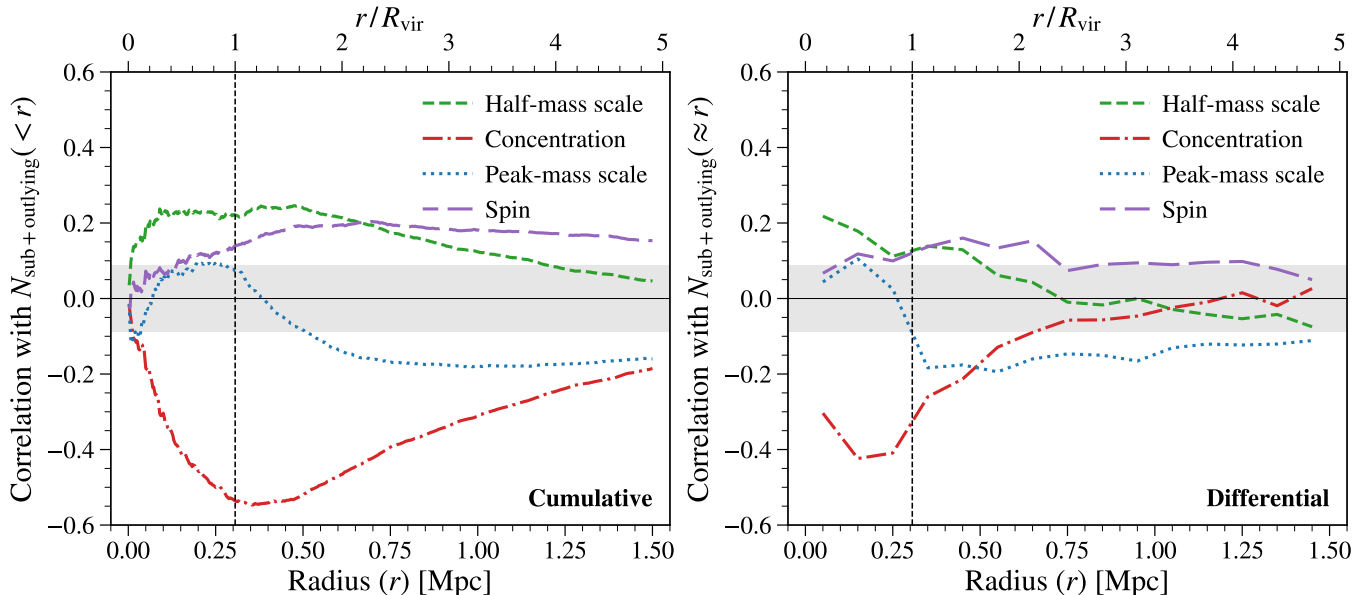 r/R_vir
0 1 2 3 4 5
0.6
0.4
0.2
0.0
−0.2
−0.4
−0.6
Correlation with N_sub+outlying(< r)
Half-mass scale
Concentration
Peak-mass scale
Spin
Cumulative
0.00 0.25 0.50 0.75 1.00 1.25 1.50
Radius (r) [Mpc]
r/R_vir
0 1 2 3 4 5
0.6
0.4
0.2
0.0
−0.2
−0.4
−0.6
Correlation with N_sub+outlying(≈ r)
Half-mass scale
Concentration
Peak-mass scale
Spin
Differential
0.00 0.25 0.50 0.75 1.00 1.25 1.50
Radius (r) [Mpc]